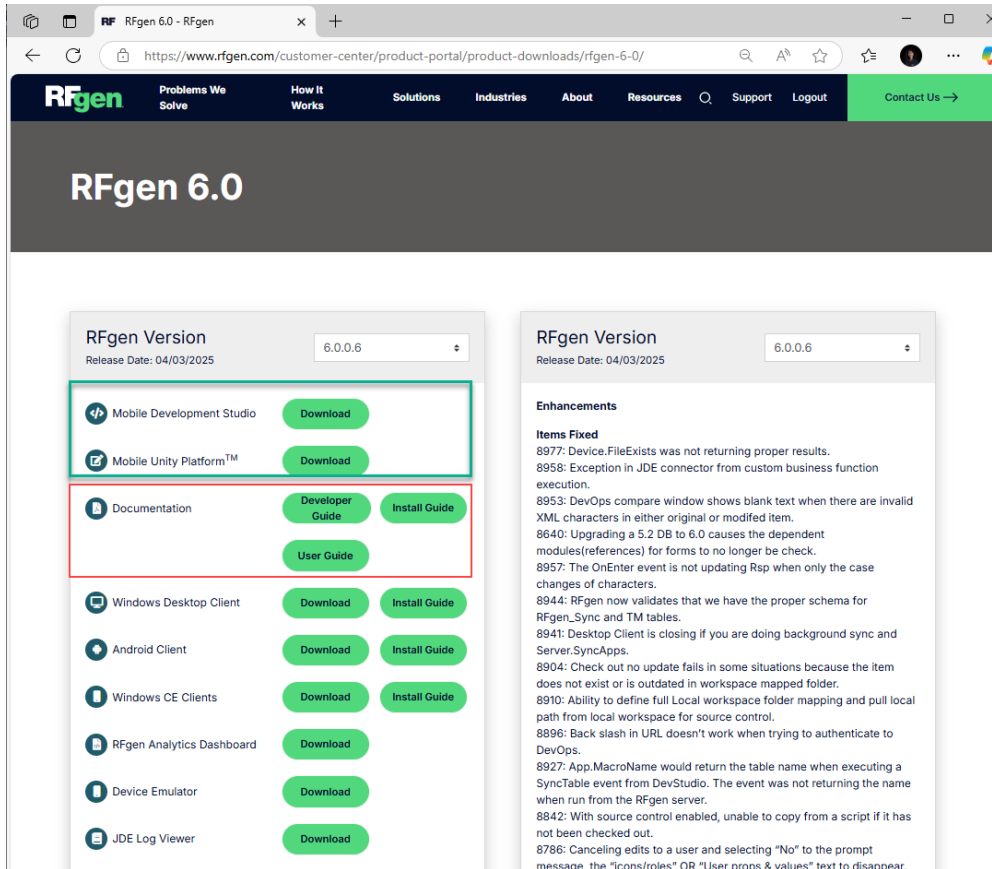 RF RFgen 6.0 - RFgen
https://www.rfgen.com/customer-center/product-portal/product-downloads/rfgen-6-0/
RFgen
Problems We
Solve
How It
Works
Solutions
Industries
About
Resources
Support
Logout
Contact Us
RFgen 6.0
RFgen Version
6.0.0.6
Release Date: 04/03/2025
Mobile Development Studio
Download
Mobile Unity Platform™
Download
Documentation
Developer
Guide
Install Guide
User Guide
Windows Desktop Client
Download
Install Guide
Android Client
Download
Install Guide
Windows CE Clients
Download
Install Guide
RFgen Analytics Dashboard
Download
Device Emulator
Download
JDE Log Viewer
Download
RFgen Version
6.0.0.6
Release Date: 04/03/2025
Enhancements
Items Fixed
8977: Device.FileExists was not returning proper results.
8958: Exception in JDE connector from custom business function
execution.
8953: DevOps compare window shows blank text when there are invalid
XML characters in either original or modifed item.
8640: Upgrading a 5.2 DB to 6.0 causes the dependent
modules(references) for forms to no longer be check.
8957: The OnEnter event is not updating Rsp when only the case
changes of characters.
8944: RFgen now validates that we have the proper schema for
RFgen_Sync and TM tables.
8941: Desktop Client is closing if you are doing background sync and
Server.SyncApps.
8904: Check out no update fails in some situations because the item
does not exist or is outdated in workspace mapped folder.
8910: Ability to define full Local workspace folder mapping and pull local
path from local workspace for source control.
8896: Back slash in URL doesn't work when trying to authenticate to
DevOps.
8927: App.MacroName would return the table name when executing a
SyncTable event from DevStudio. The event was not returning the name
when run from the RFgen server.
8842: With source control enabled, unable to copy from a script if it has
not been checked out.
8786: Canceling edits to a user and selecting "No" to the prompt
message, the "icons/roles" OR "User props & values" text to disappear.